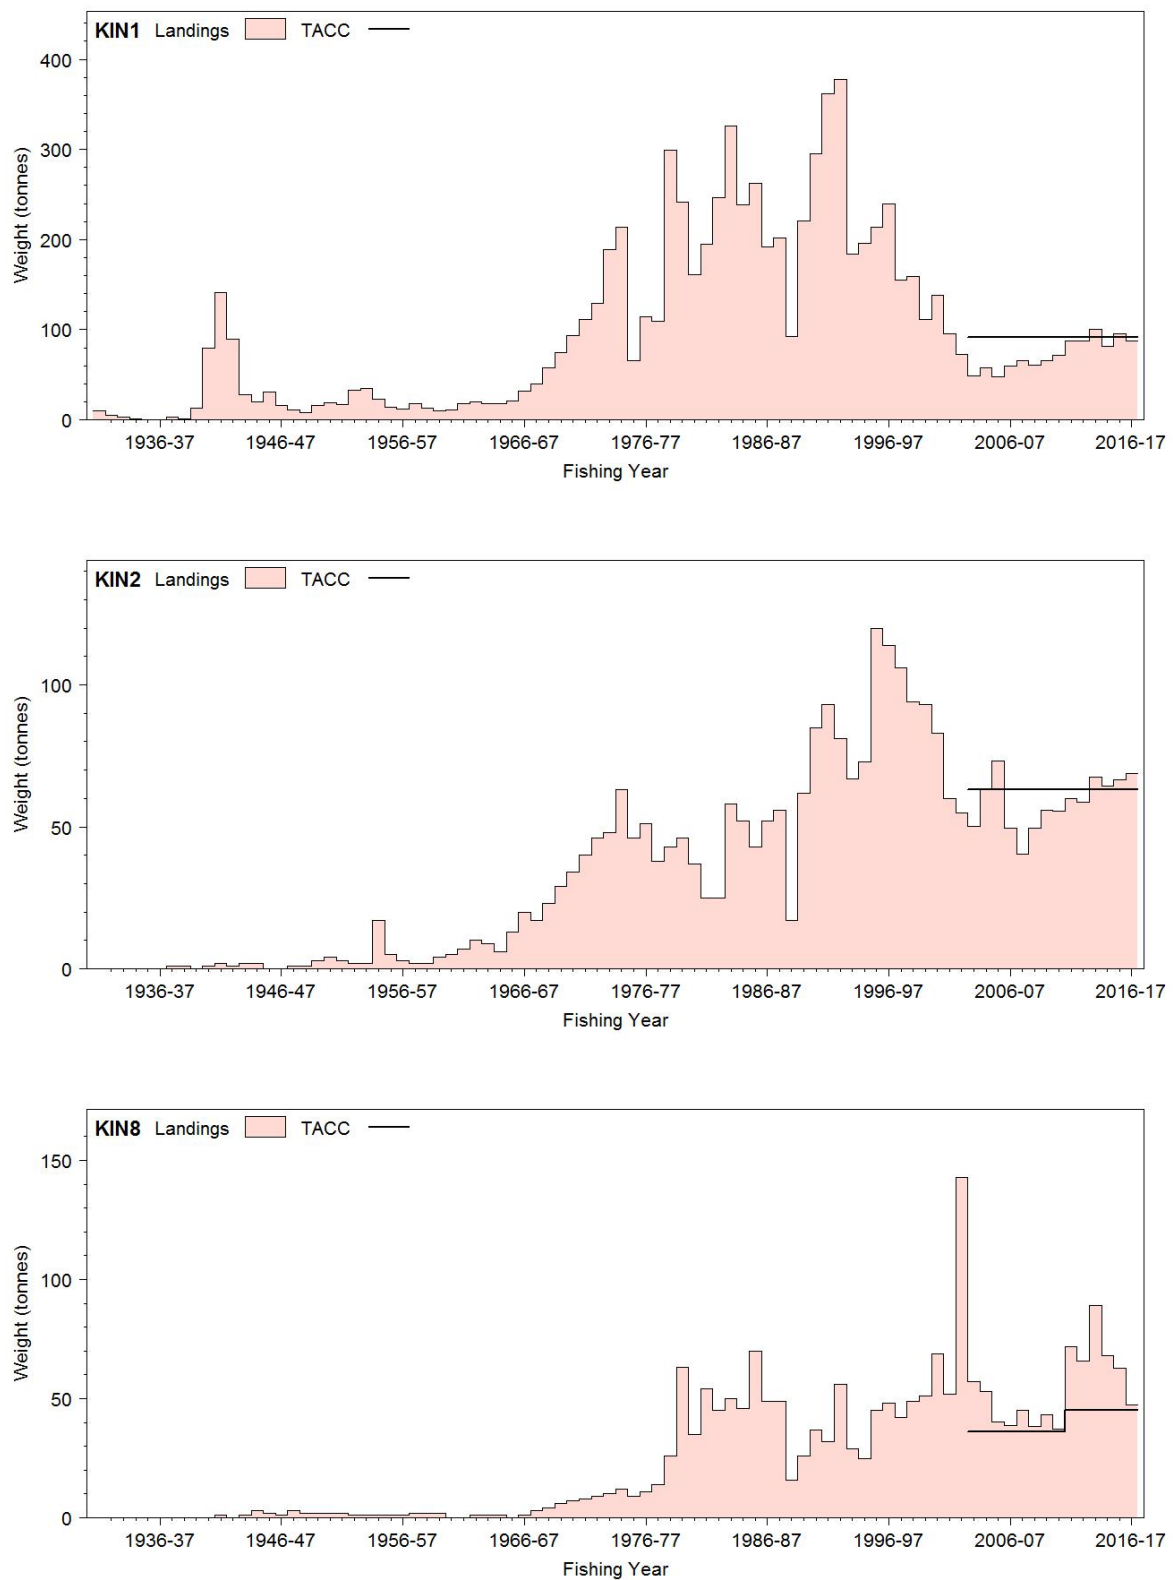 KIN1 Landings TACC
400
300
200
100
0
Weight (tonnes)
1936-37 1946-47 1956-57 1966-67 1976-77 1986-87 1996-97 2006-07 2016-17
Fishing Year
KIN2 Landings TACC
100
50
0
Weight (tonnes)
1936-37 1946-47 1956-57 1966-67 1976-77 1986-87 1996-97 2006-07 2016-17
Fishing Year
KIN8 Landings TACC
150
100
50
0
Weight (tonnes)
1936-37 1946-47 1956-57 1966-67 1976-77 1986-87 1996-97 2006-07 2016-17
Fishing Year